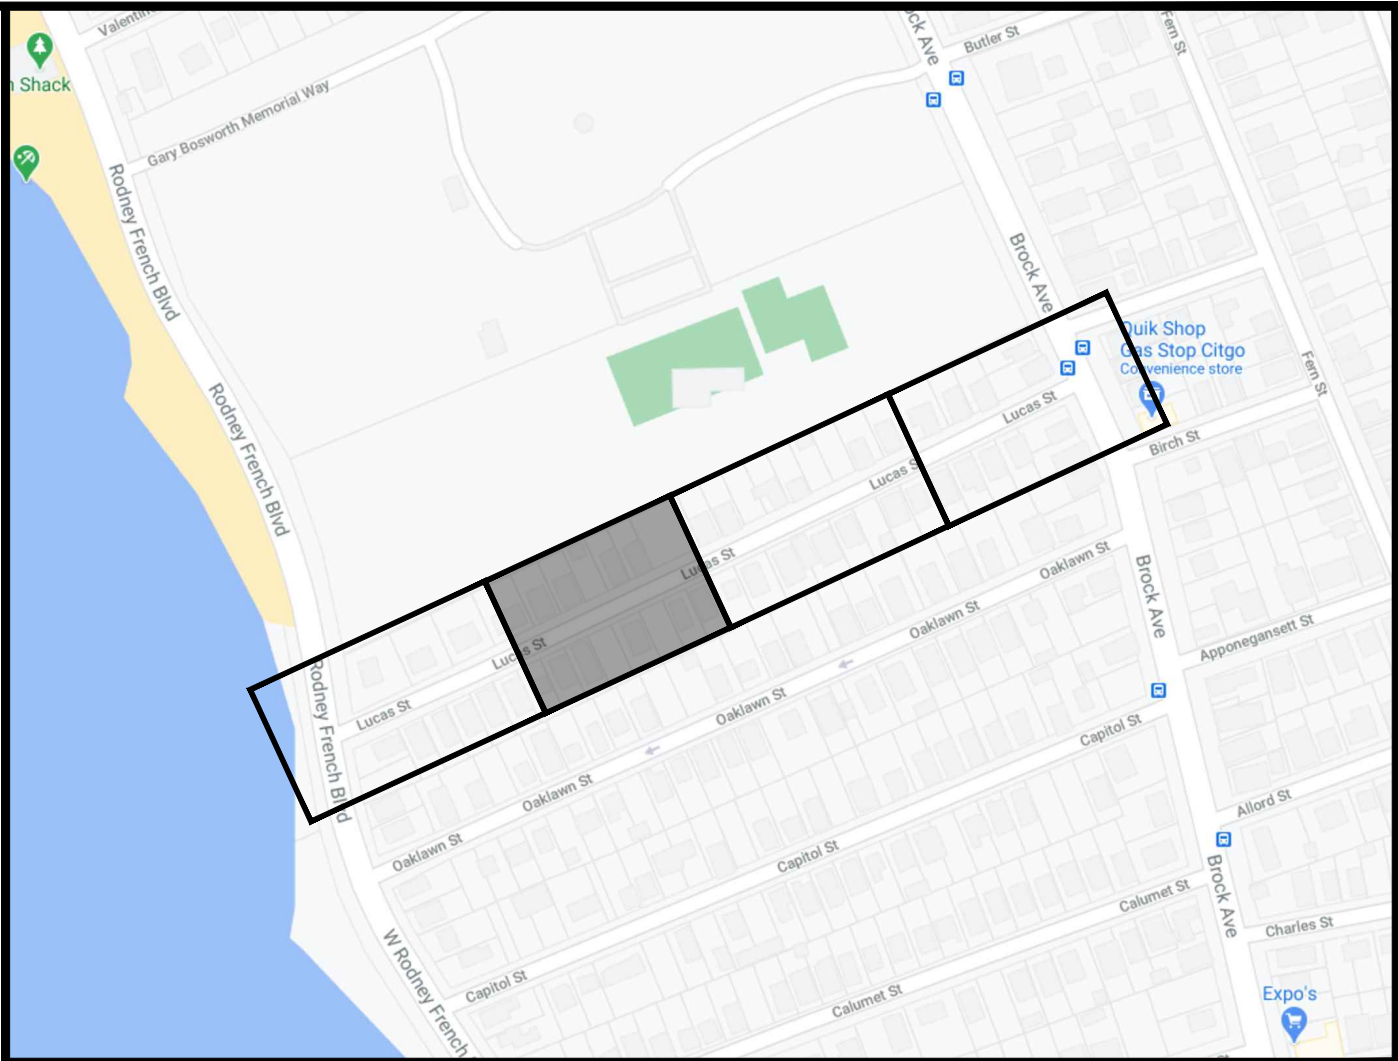 Brock Ave
Fern St
Butler St
Shack
Gary Bosworth Memorial Way
Rodney French Blvd
Brock Ave
Quik Shop
Gas Stop Citgo
Convenience store
Fern St
Rodney French Blvd
Lucas St
Birch St
Lucas St
Lucas St
Oaklawn St
Brock Ave
Oaklawn St
Lucas St
Apponegansett St
Rodney French Blvd
Lucas St
Oaklawn St
Capitol St
Oaklawn St
Allord St
Oaklawn St
Capitol St
Calumet St
Brock Ave
Charles St
W Rodney French
Capitol St
Calumet St
Expo's